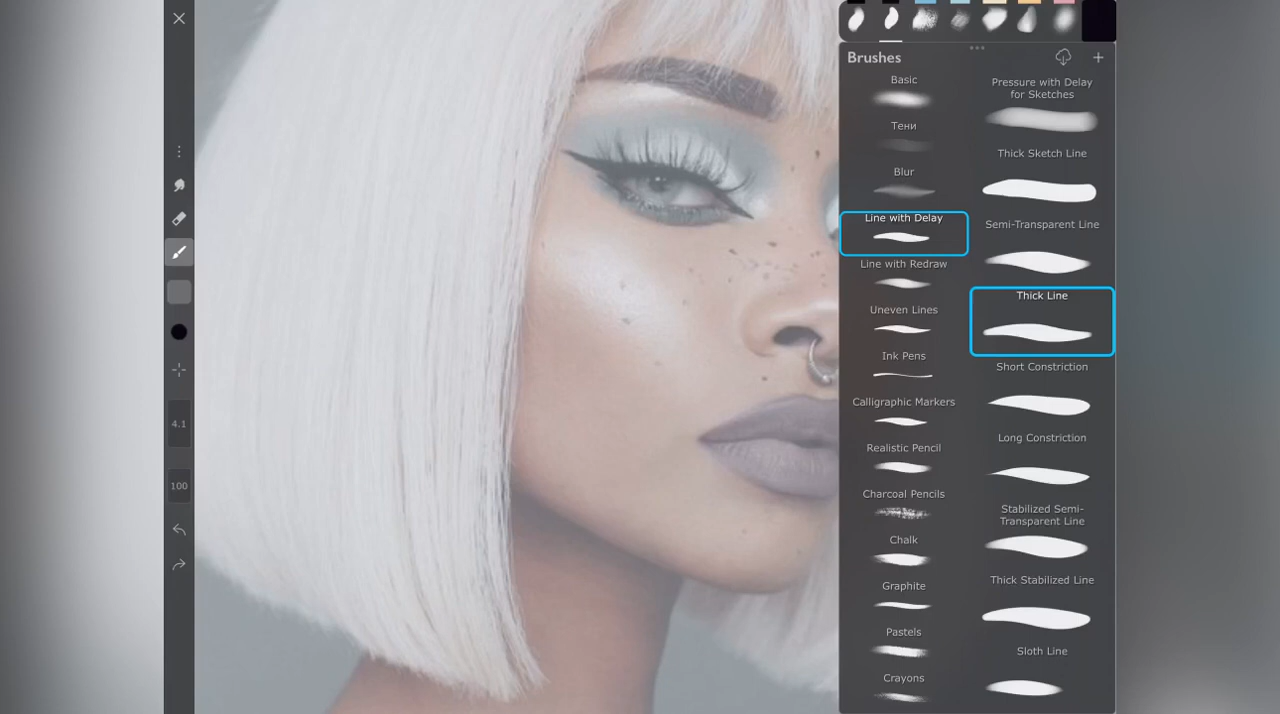 Brushes
Basic
Тени
Blur
Line with Delay
Line with Redraw
Uneven Lines
Ink Pens
Calligraphic Markers
Realistic Pencil
Charcoal Pencils
Chalk
Graphite
Pastels
Crayons
Pressure with Delay
for Sketches
Thick Sketch Line
Semi-Transparent Line
Thick Line
Short Constriction
Long Constriction
Stabilized Semi-
Transparent Line
Thick Stabilized Line
Sloth Line
4.1
100